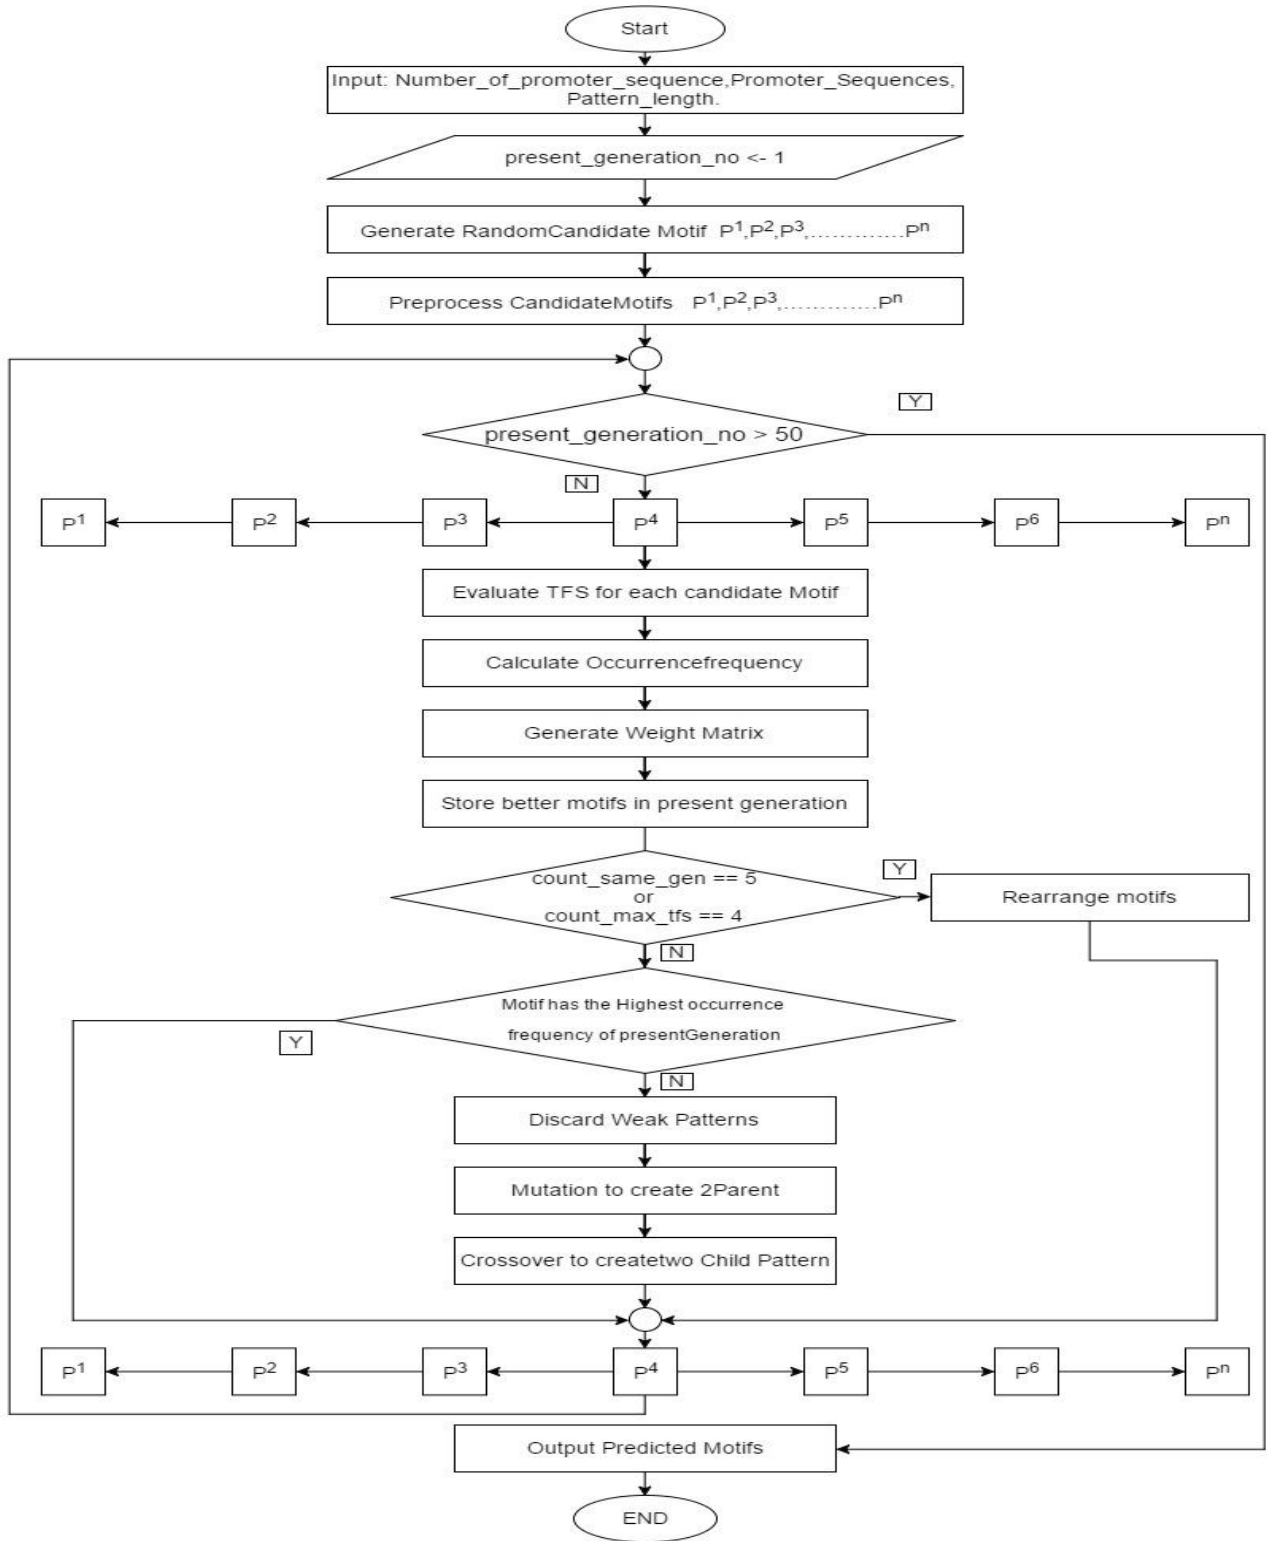 Start
Input: Number_of_promoter_sequence,Promoter_Sequences,
Pattern_length.
present_generation_no <- 1
Generate RandomCandidate Motif P¹,P²,P³,.............Pⁿ
Preprocess CandidateMotifs P¹,P²,P³,.............Pⁿ
Y
present_generation_no > 50
N
P¹ P² P³ P⁴ P⁵ P⁶ Pⁿ
Evaluate TFS for each candidate Motif
Calculate Occurrencefrequency
Generate Weight Matrix
Store better motifs in present generation
count_same_gen == 5
Y
or
Rearrange motifs
count_max_tfs == 4
N
Motif has the Highest occurrence
frequency of presentGeneration
Y
N
Discard Weak Patterns
Mutation to create 2Parent
Crossover to createtwo Child Pattern
P¹ P² P³ P⁴ P⁵ P⁶ Pⁿ
Output Predicted Motifs
END